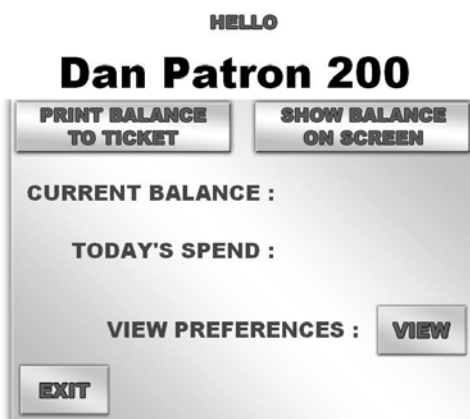 HELLO
Dan Patron 200
PRINT BALANCE
TO TICKET
SHOW BALANCE
ON SCREEN
CURRENT BALANCE :
TODAY'S SPEND :
VIEW PREFERENCES :
VIEW
EXIT